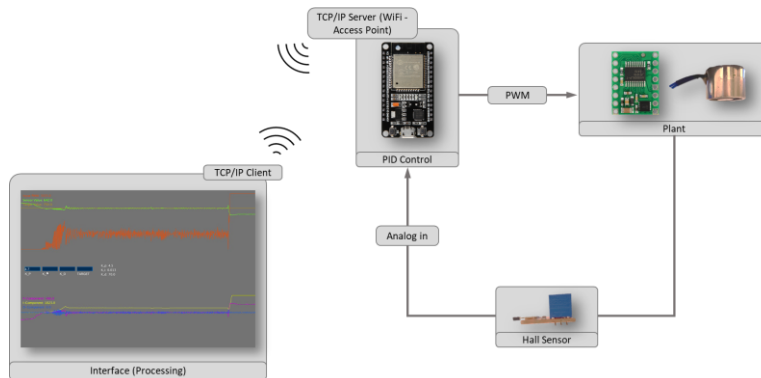 TCP/IP Server (WiFi -
Access Point)
PID Control
PWM
Plant
TCP/IP Client
Analog in
Hall Sensor
Interface (Processing)